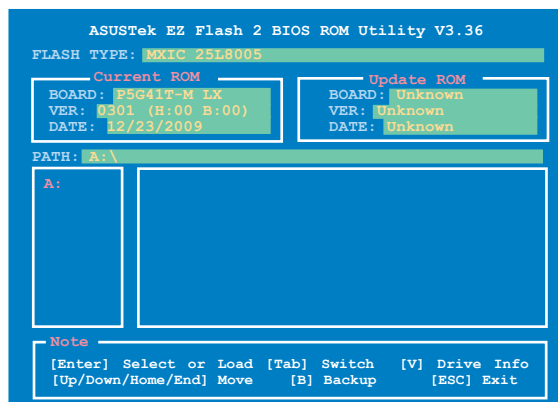 ASUSTek EZ Flash 2 BIOS ROM Utility V3.36
FLASH TYPE: MXIC 25L8005
Current ROM
BOARD: P5G41T-M LX
VER: 0301 (H:00 B:00)
DATE: 12/23/2009
Update ROM
BOARD: Unknown
VER: Unknown
DATE: Unknown
PATH: A:\
A:
Note
[Enter] Select or Load [Tab] Switch [V] Drive Info
[Up/Down/Home/End] Move [B] Backup [ESC] Exit